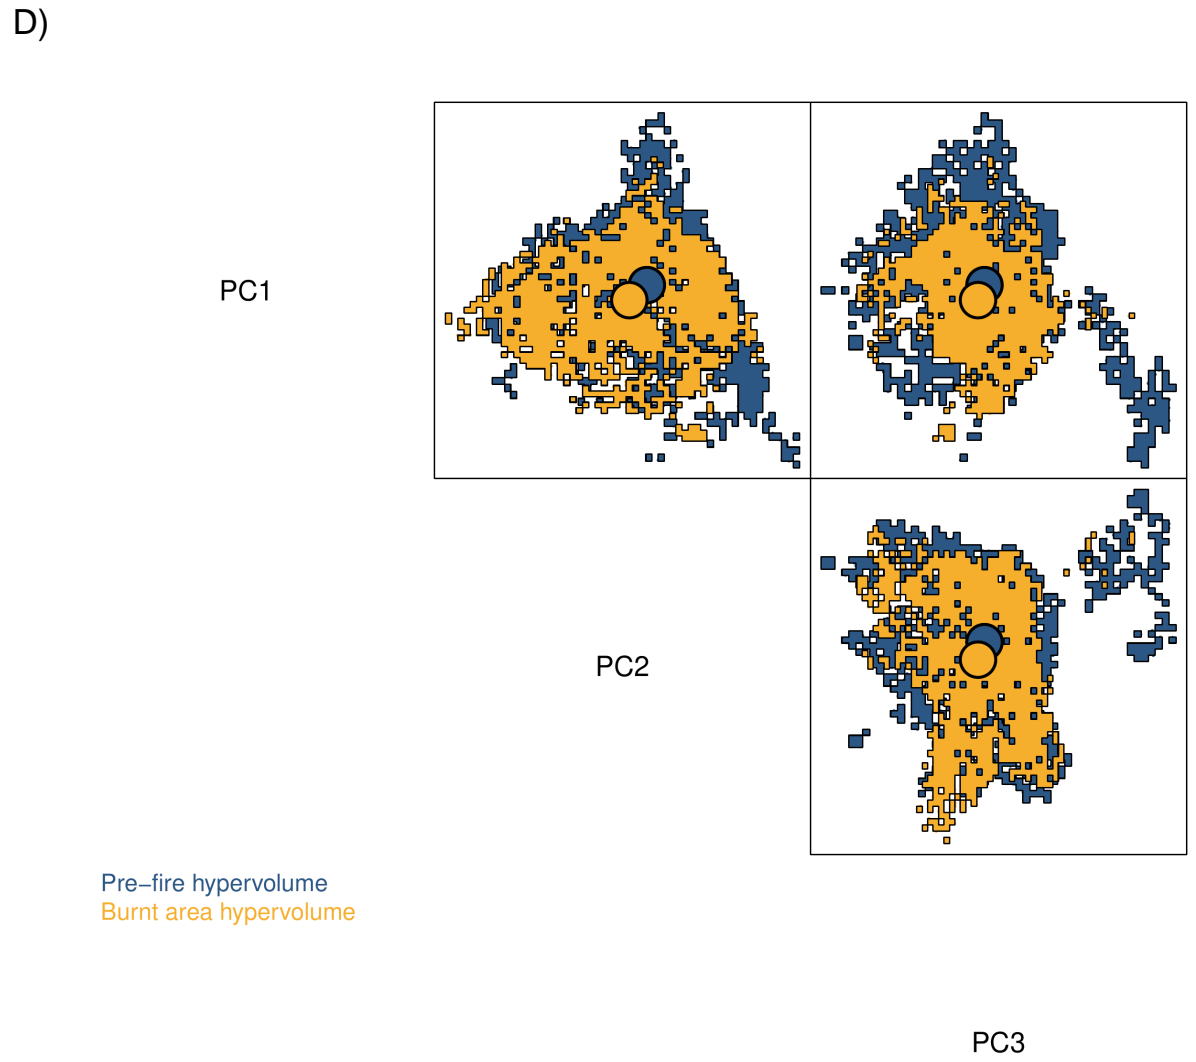 D)
PC1
PC2
Pre−fire hypervolume
Burnt area hypervolume
PC3